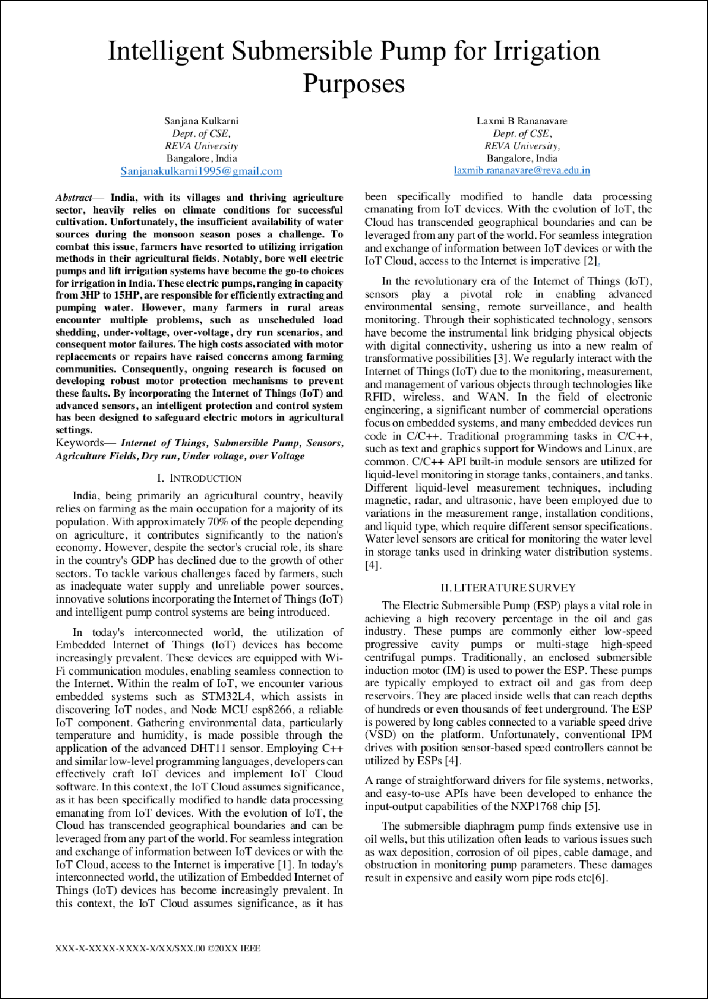 Intelligent Submersible Pump for Irrigation
Purposes
Sanjana Kulkarni
Dept. of CSE,
REVA University
Bangalore, India
Sanjanakulkarni1995@gmail.com
Laxmi B Rananavare
Dept. of CSE,
REVA University,
Bangalore, India
laxmib.rananavare@reva.edu.in
Abstract— India, with its villages and thriving agriculture
sector, heavily relies on climate conditions for successful
cultivation. Unfortunately, the insufficient availability of water
sources during the monsoon season poses a challenge. To
combat this issue, farmers have resorted to utilizing irrigation
methods in their agricultural fields. Notably, bore well electric
pumps and lift irrigation systems have become the go-to choices
for irrigation in India. These electric pumps, ranging in capacity
from 3HP to 15HP, are responsible for efficiently extracting and
pumping water. However, many farmers in rural areas
encounter multiple problems, such as unscheduled load
shedding, under-voltage, over-voltage, dry run scenarios, and
consequent motor failures. The high costs associated with motor
replacements or repairs have raised concerns among farming
communities. Consequently, ongoing research is focused on
developing robust motor protection mechanisms to prevent
these faults. By incorporating the Internet of Things (IoT) and
advanced sensors, an intelligent protection and control system
has been designed to safeguard electric motors in agricultural
settings.
Keywords— Internet of Things, Submersible Pump, Sensors,
Agriculture Fields, Dry run, Under voltage, over Voltage
I. INTRODUCTION
India, being primarily an agricultural country, heavily
relies on farming as the main occupation for a majority of its
population. With approximately 70% of the people depending
on agriculture, it contributes significantly to the nation's
economy. However, despite the sector's crucial role, its share
in the country's GDP has declined due to the growth of other
sectors. To tackle various challenges faced by farmers, such
as inadequate water supply and unreliable power sources,
innovative solutions incorporating the Internet of Things (IoT)
and intelligent pump control systems are being introduced.
In today's interconnected world, the utilization of
Embedded Internet of Things (IoT) devices has become
increasingly prevalent. These devices are equipped with Wi-
Fi communication modules, enabling seamless connection to
the Internet. Within the realm of IoT, we encounter various
embedded systems such as STM32L4, which assists in
discovering IoT nodes, and Node MCU esp8266, a reliable
IoT component. Gathering environmental data, particularly
temperature and humidity, is made possible through the
application of the advanced DHT11 sensor. Employing C++
and similar low-level programming languages, developers can
effectively craft IoT devices and implement IoT Cloud
software. In this context, the IoT Cloud assumes significance,
as it has been specifically modified to handle data processing
emanating from IoT devices. With the evolution of IoT, the
Cloud has transcended geographical boundaries and can be
leveraged from any part of the world. For seamless integration
and exchange of information between IoT devices or with the
IoT Cloud, access to the Internet is imperative [1]. In today's
interconnected world, the utilization of Embedded Internet of
Things (IoT) devices has become increasingly prevalent. In
this context, the IoT Cloud assumes significance, as it has
been specifically modified to handle data processing
emanating from IoT devices. With the evolution of IoT, the
Cloud has transcended geographical boundaries and can be
leveraged from any part of the world. For seamless integration
and exchange of information between IoT devices or with the
IoT Cloud, access to the Internet is imperative [2].
In the revolutionary era of the Internet of Things (IoT),
sensors play a pivotal role in enabling advanced
environmental sensing, remote surveillance, and health
monitoring. Through their sophisticated technology, sensors
have become the instrumental link bridging physical objects
with digital connectivity, ushering us into a new realm of
transformative possibilities [3]. We regularly interact with the
Internet of Things (IoT) due to the monitoring, measurement,
and management of various objects through technologies like
RFID, wireless, and WAN. In the field of electronic
engineering, a significant number of commercial operations
focus on embedded systems, and many embedded devices run
code in C/C++. Traditional programming tasks in C/C++,
such as text and graphics support for Windows and Linux, are
common. C/C++ API built-in module sensors are utilized for
liquid-level monitoring in storage tanks, containers, and tanks.
Different liquid-level measurement techniques, including
magnetic, radar, and ultrasonic, have been employed due to
variations in the measurement range, installation conditions,
and liquid type, which require different sensor specifications.
Water level sensors are critical for monitoring the water level
in storage tanks used in drinking water distribution systems.
[4].
II. LITERATURE SURVEY
The Electric Submersible Pump (ESP) plays a vital role in
achieving a high recovery percentage in the oil and gas
industry. These pumps are commonly either low-speed
progressive cavity pumps or multi-stage high-speed
centrifugal pumps. Traditionally, an enclosed submersible
induction motor (IM) is used to power the ESP. These pumps
are typically employed to extract oil and gas from deep
reservoirs. They are placed inside wells that can reach depths
of hundreds or even thousands of feet underground. The ESP
is powered by long cables connected to a variable speed drive
(VSD) on the platform. Unfortunately, conventional IPM
drives with position sensor-based speed controllers cannot be
utilized by ESPs [4].
A range of straightforward drivers for file systems, networks,
and easy-to-use APIs have been developed to enhance the
input-output capabilities of the NXP1768 chip [5].
The submersible diaphragm pump finds extensive use in
oil wells, but this utilization often leads to various issues such
as wax deposition, corrosion of oil pipes, cable damage, and
obstruction in monitoring pump parameters. These damages
result in expensive and easily worn pipe rods etc[6].
XXX-X-XXXX-XXXX-X/XX/$XX.00 ©20XX IEEE